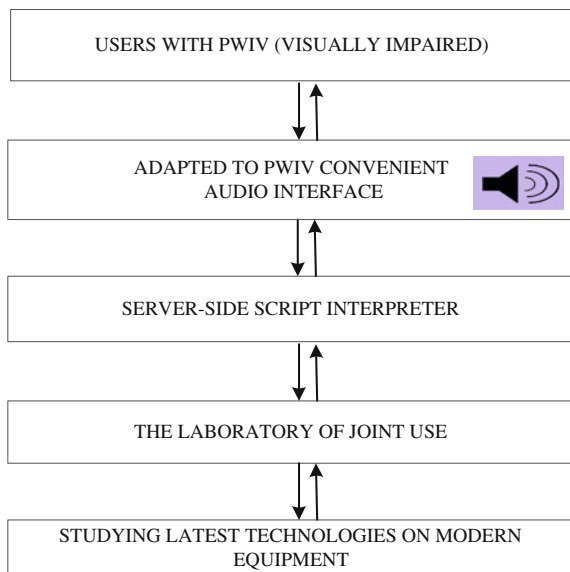 USERS WITH PWIV (VISUALLY IMPAIRED)
ADAPTED TO PWIV CONVENIENT
AUDIO INTERFACE
SERVER-SIDE SCRIPT INTERPRETER
THE LABORATORY OF JOINT USE
STUDYING LATEST TECHNOLOGIES ON MODERN
EQUIPMENT